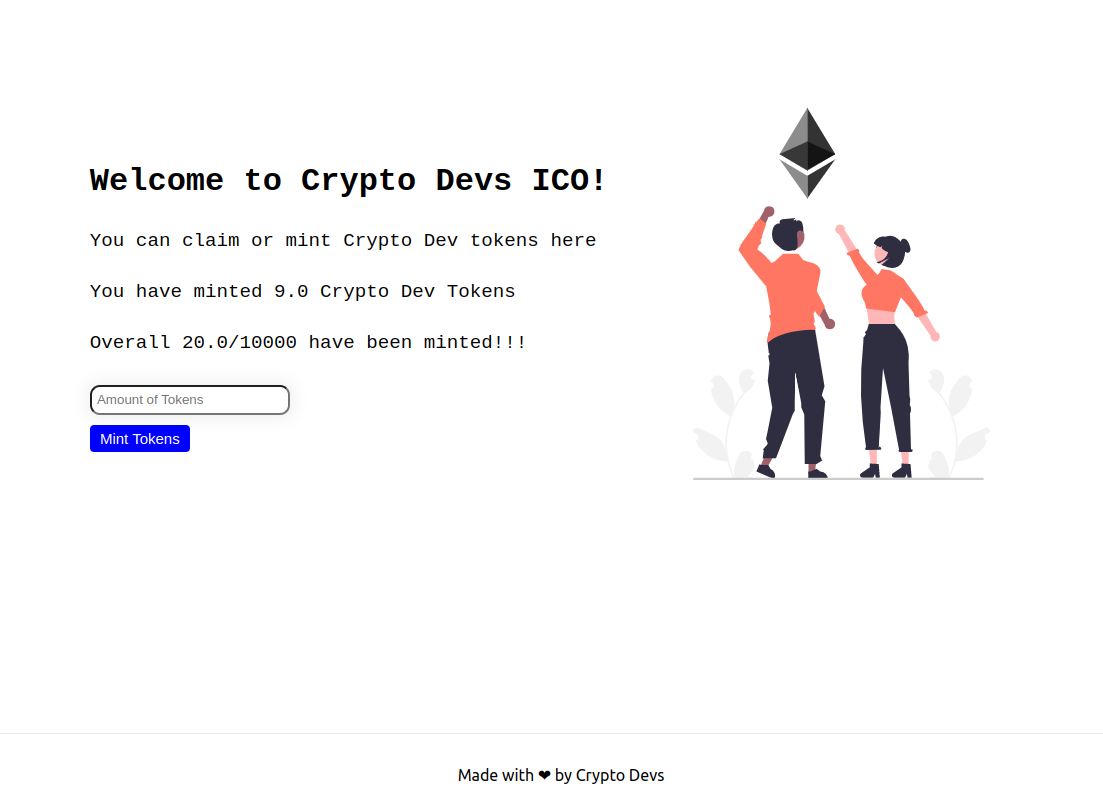 Welcome to Crypto Devs ICO!
You can claim or mint Crypto Dev tokens here
You have minted 9.0 Crypto Dev Tokens
Overall 20.0/10000 have been minted!!!
Amount of Tokens
Mint Tokens
Made with ❤ by Crypto Devs